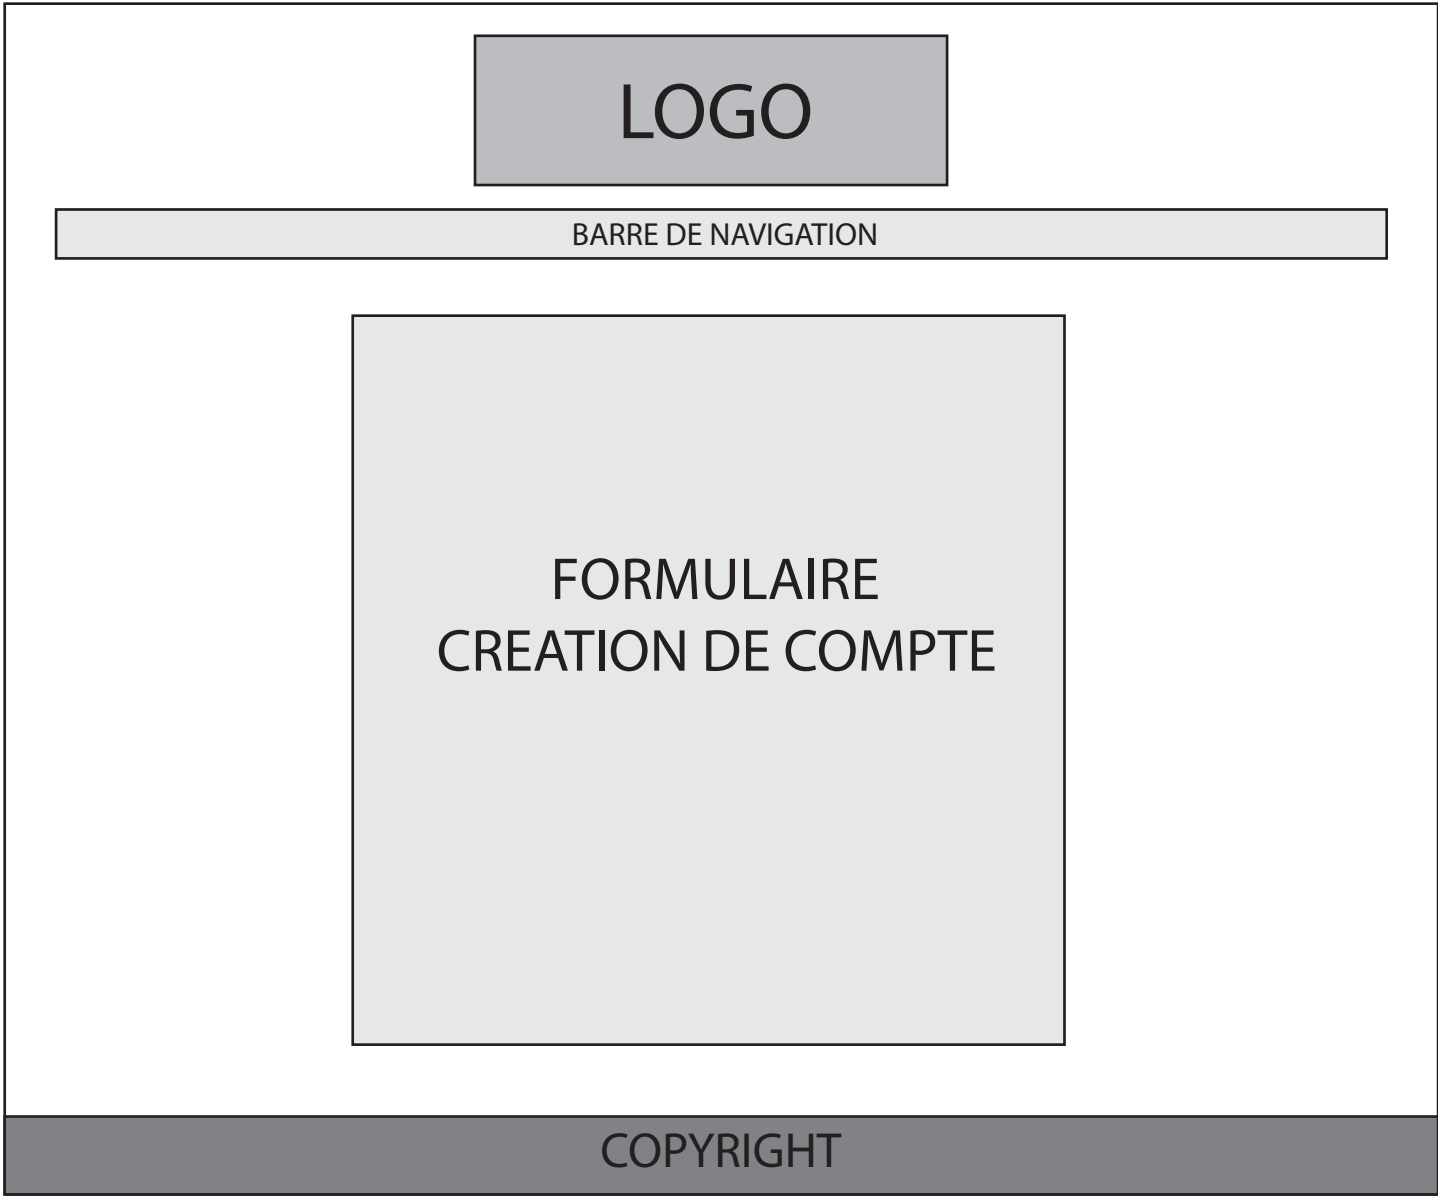 LOGO
BARRE DE NAVIGATION
FORMULAIRE
CREATION DE COMPTE
COPYRIGHT